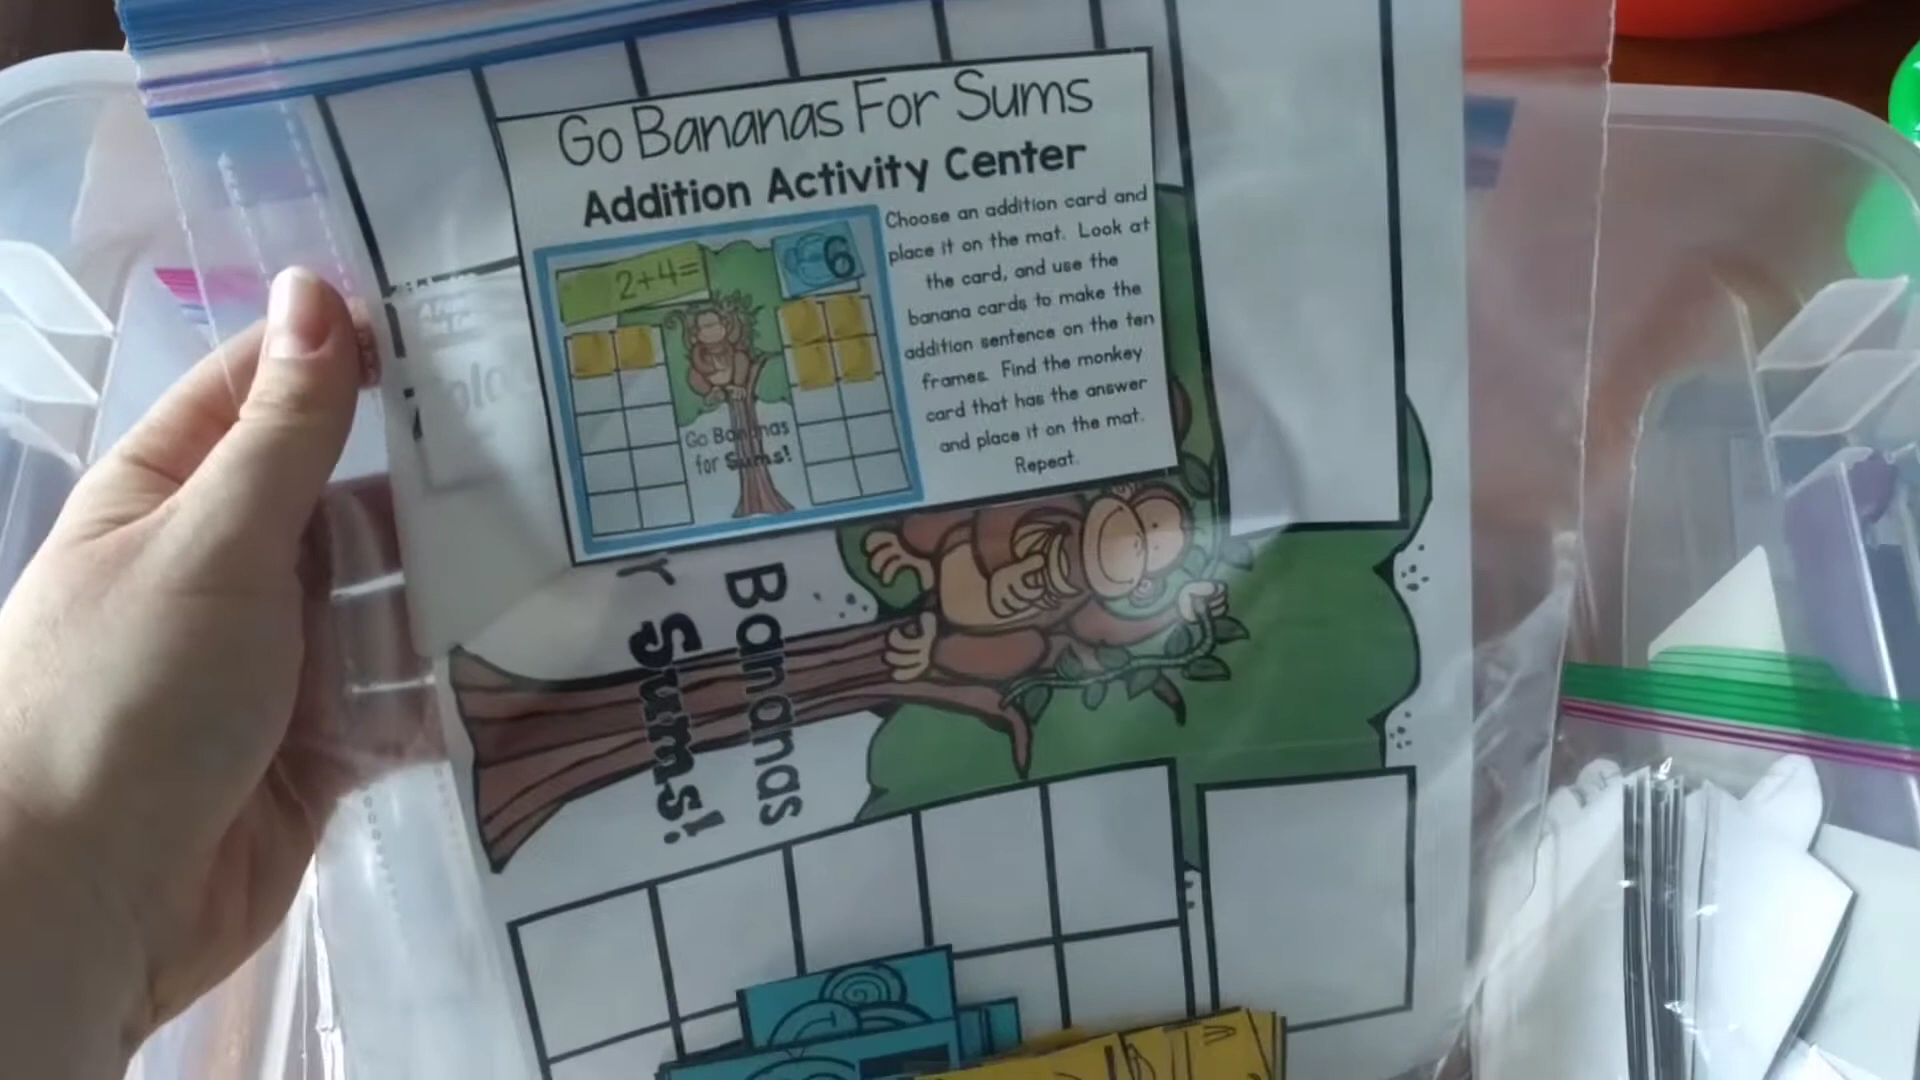 Go Bananas For Sums
Addition Activity Center
Choose an addition card and
place it on the mat. Look at
the card, and use the
banana cards to make the
addition sentence on the ten
frames. Find the monkey
card that has the answer
and place it on the mat.
Repeat.
2+4=
6
Go Bananas
for Sums!
Bananas
r Sums!